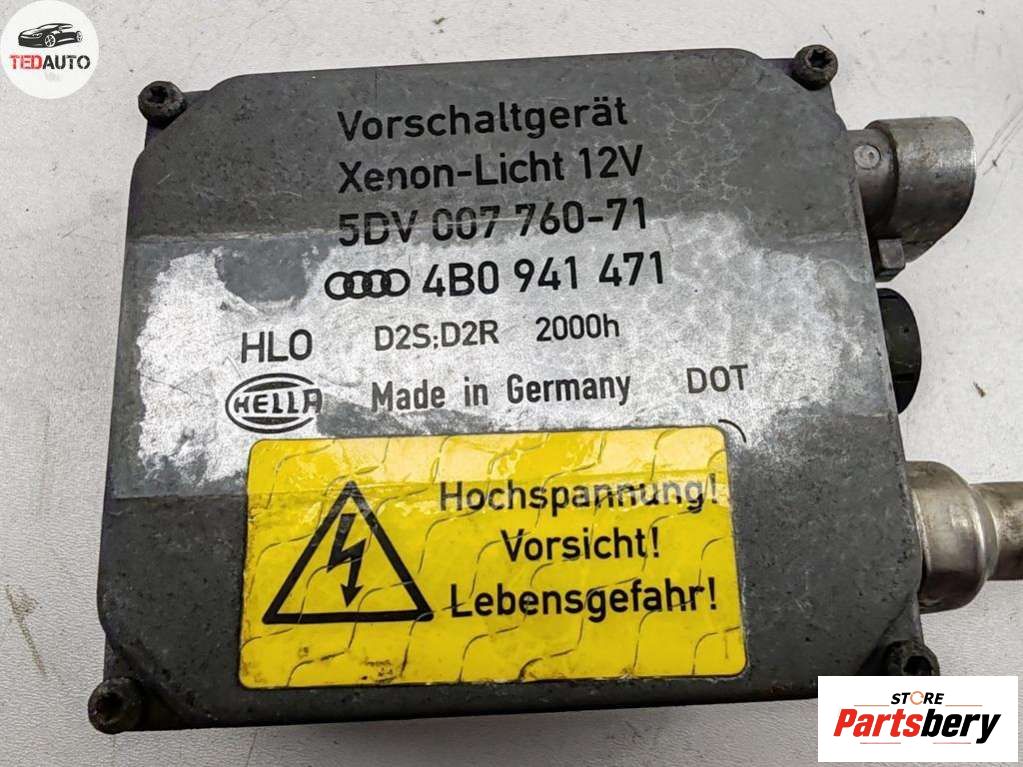 TEDAUTO
Vorschaltgerät
Xenon-Licht 12V
5DV 007 760-71
4B0 941 471
HLO D2S;D2R 2000h
HELLA Made in Germany DOT
Hochspannung!
Vorsicht!
Lebensgefahr!
STORE
Partsbery